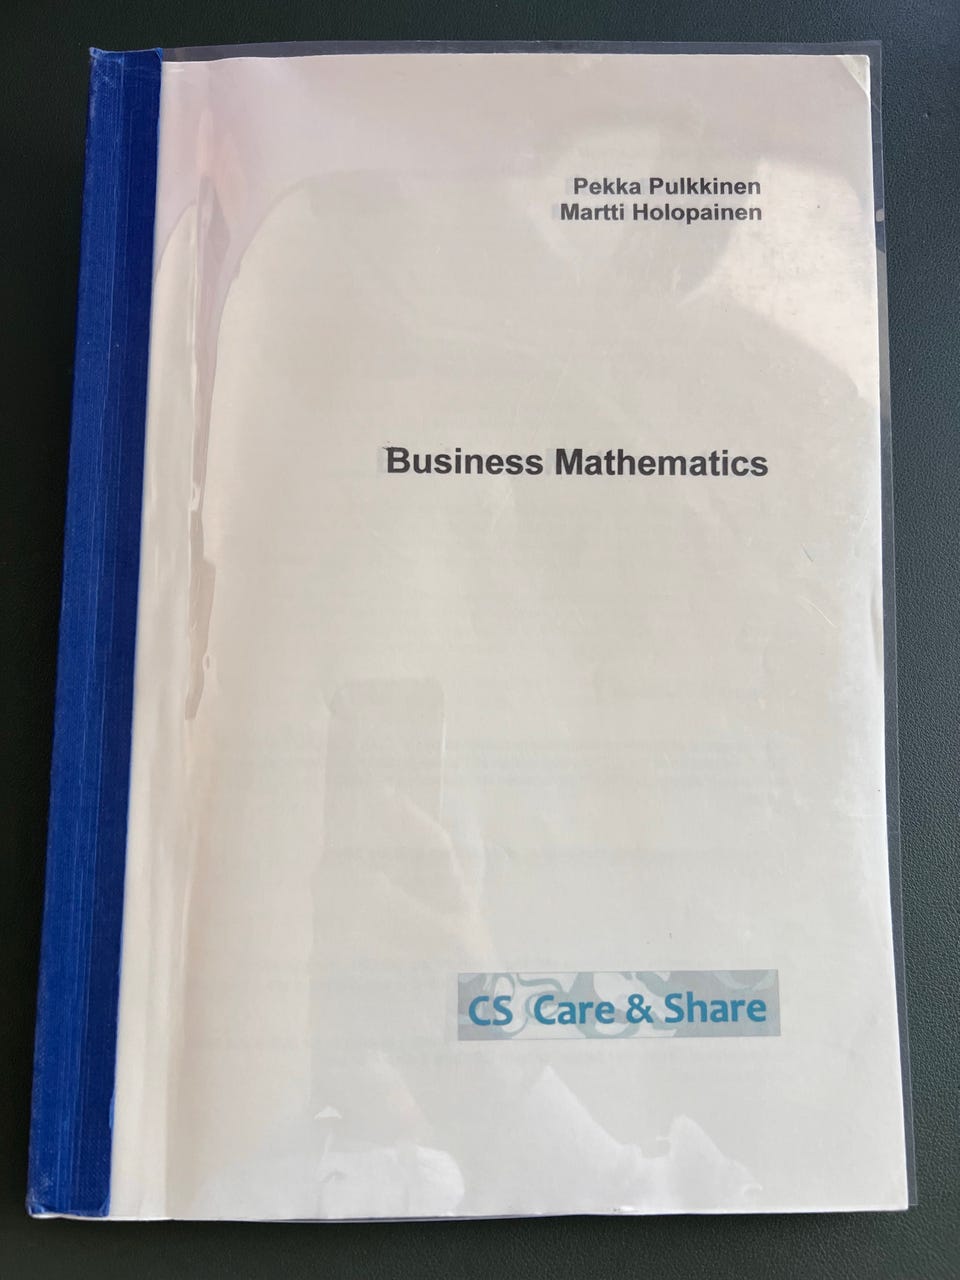 Pekka Pulkkinen
Martti Holopainen
Business Mathematics
CS Care & Share